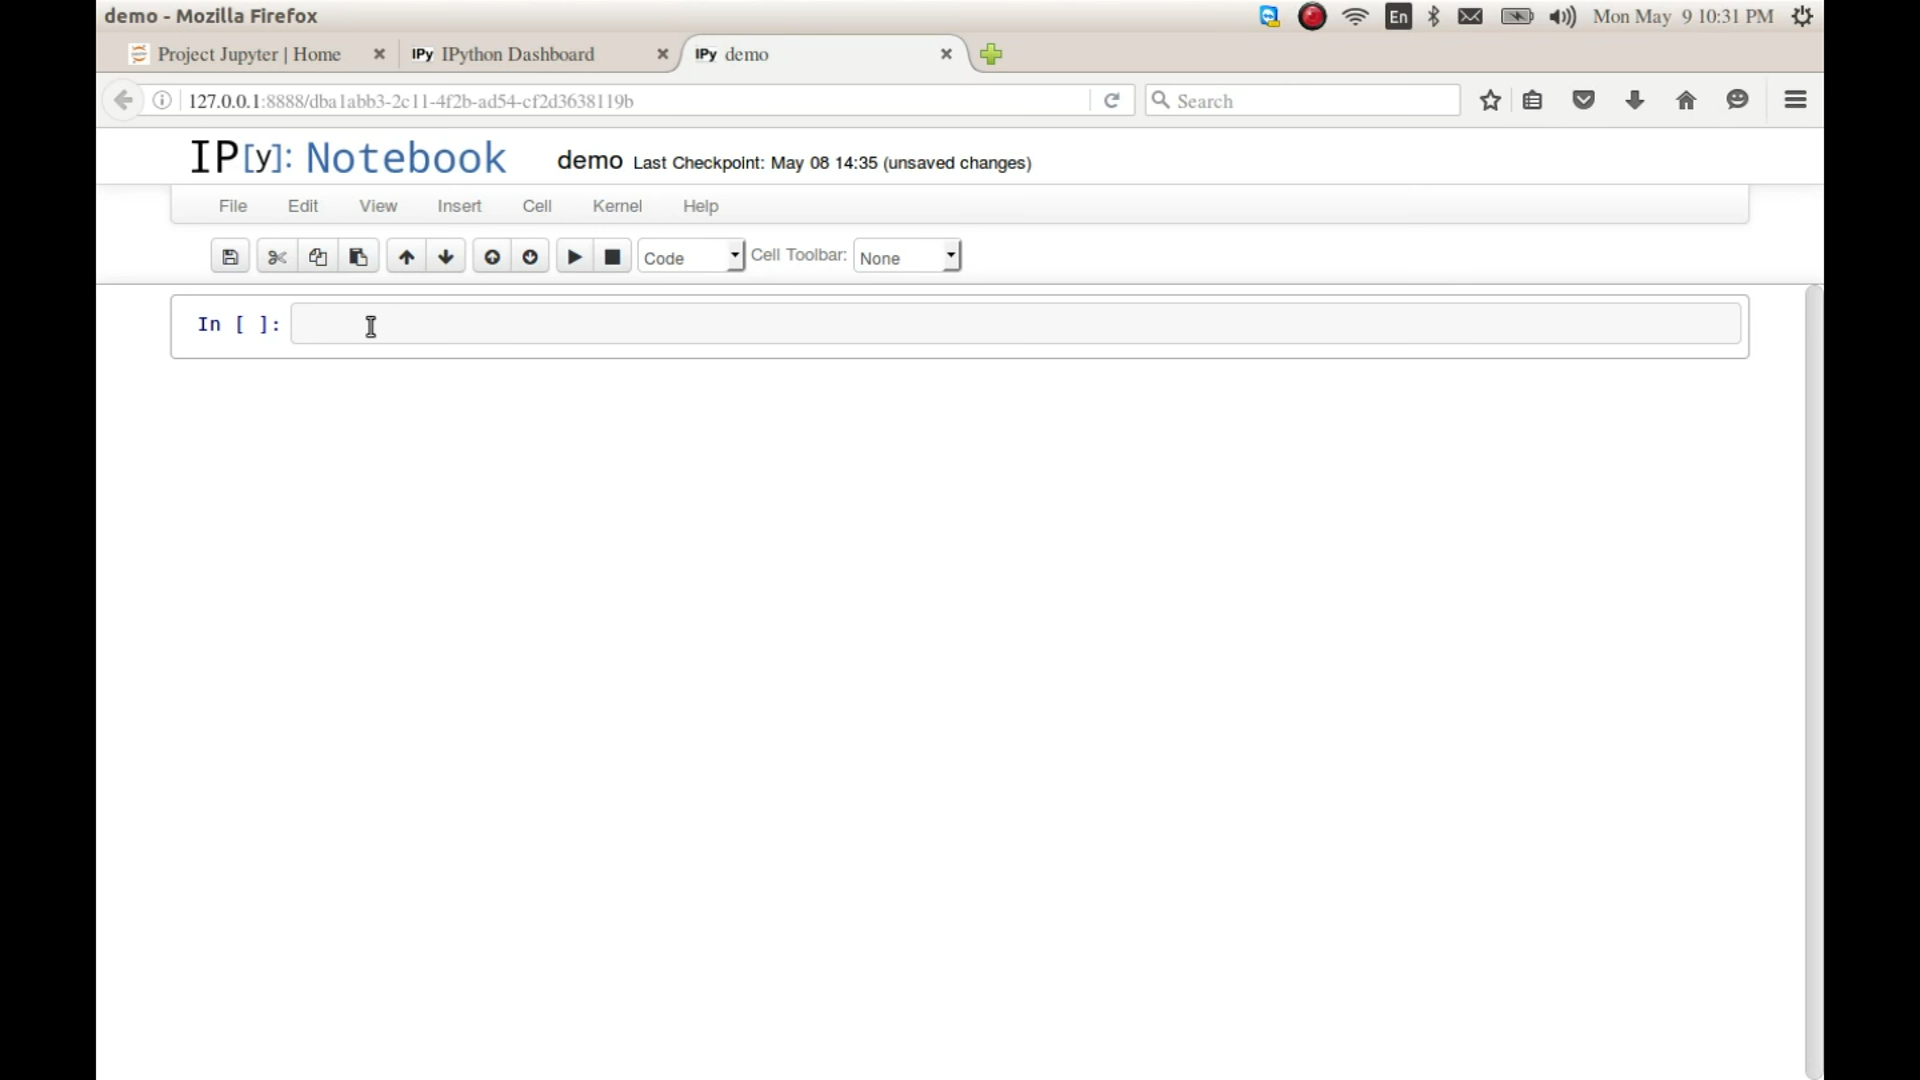 demo - Mozilla Firefox
En
Mon May 9 10:31 PM
Project Jupyter | Home
IPy IPython Dashboard
IPy demo
127.0.0.1:8888/dba1abb3-2c11-4f2b-ad54-cf2d3638119b
Search
IP[y]: Notebook
demo Last Checkpoint: May 08 14:35 (unsaved changes)
File Edit View Insert Cell Kernel Help
Code Cell Toolbar: None
In [ ]: